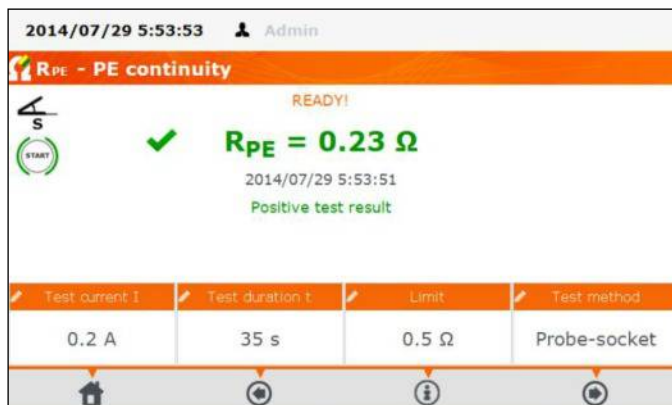 2014/07/29 5:53:53 Admin
RPE - PE continuity
READY!
S
START
RPE = 0.23 Ω
2014/07/29 5:53:51
Positive test result
Test current I Test duration t Limit Test method
0.2 A 35 s 0.5 Ω Probe-socket